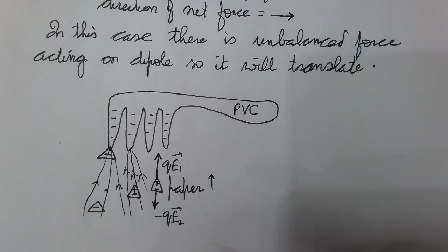 direction of net force = →
In this case there is unbalanced force
acting on dipole so it will translate.
PVC
qE₁
paper ↑
-qE₂